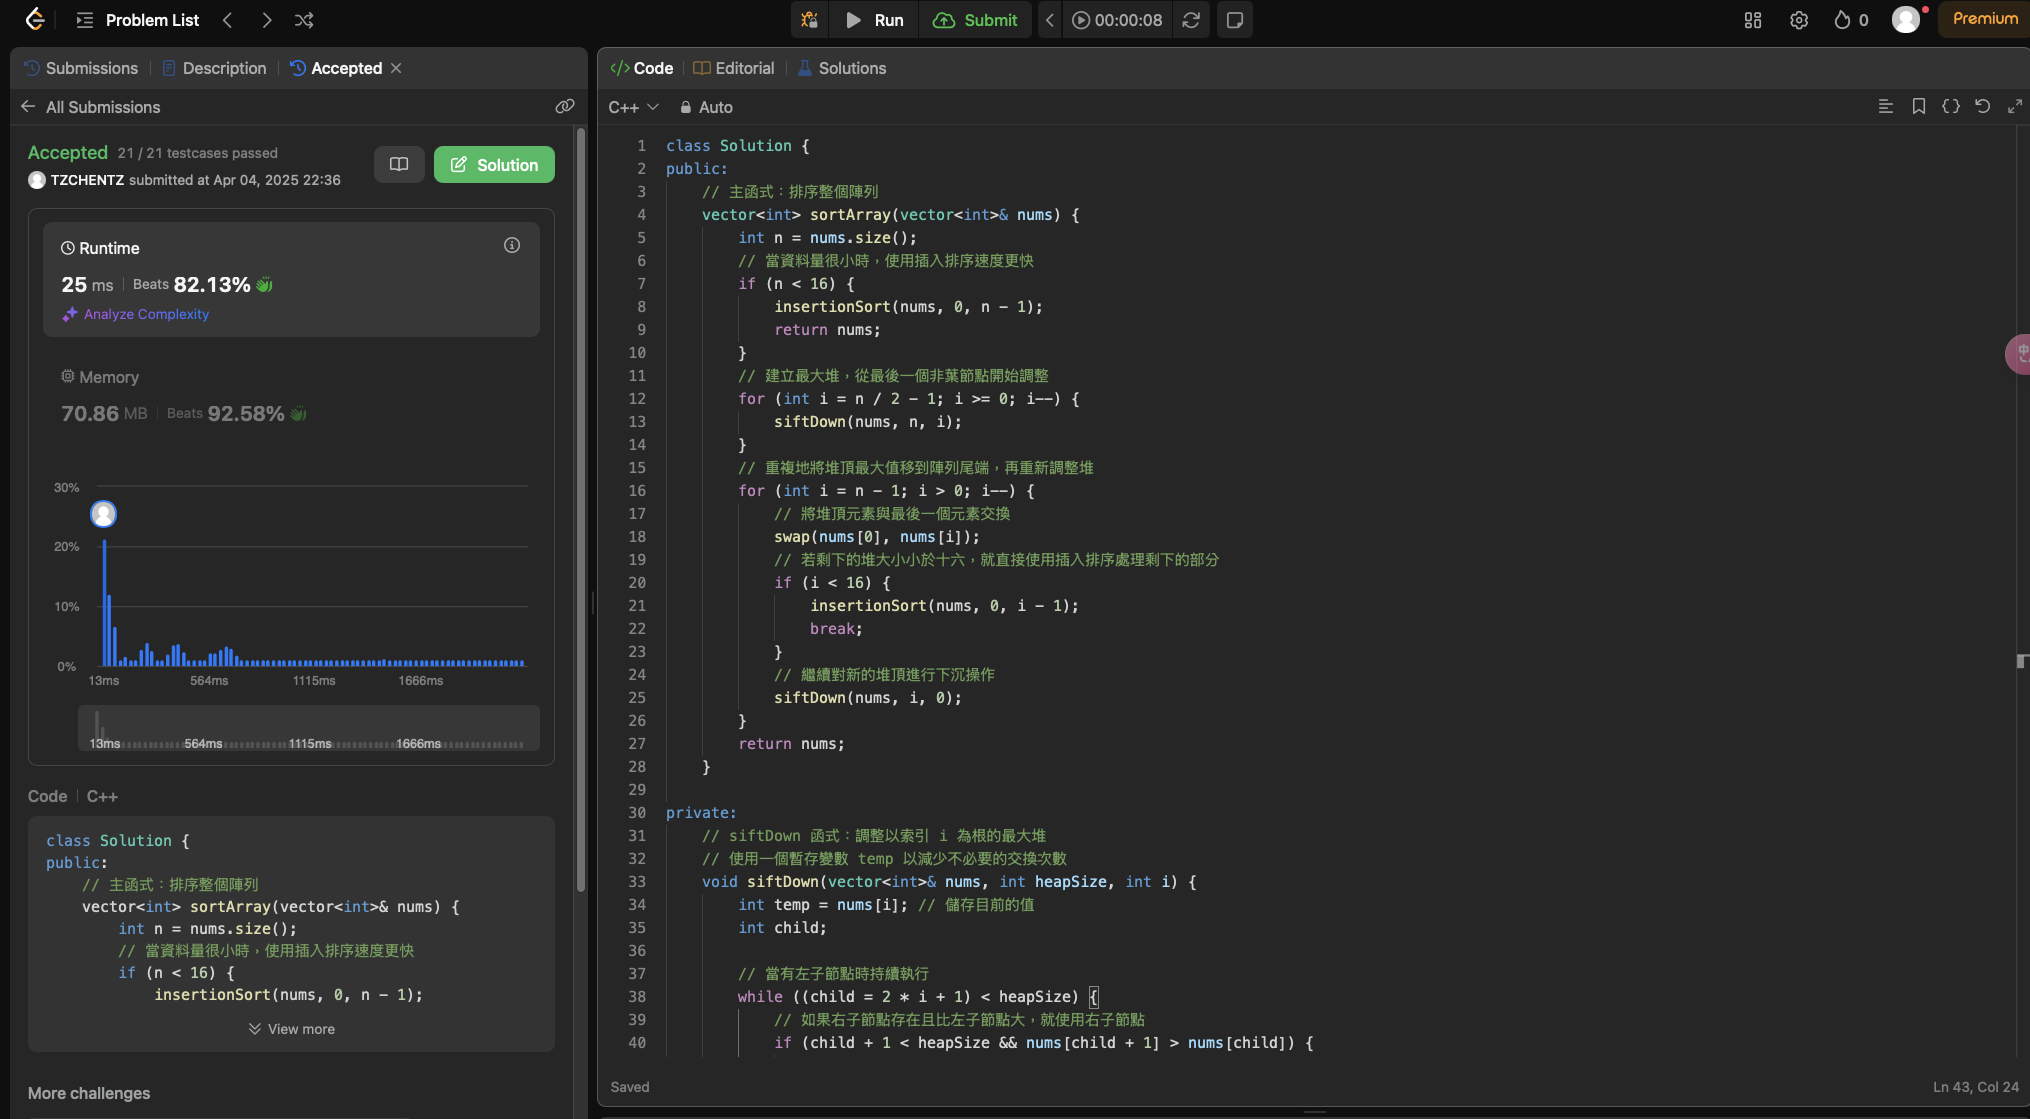 Problem List
Run
Submit
00:00:08
0
Premium
Submissions
Description
Accepted
All Submissions
Accepted 21 / 21 testcases passed
TZCHENTZ submitted at Apr 04, 2025 22:36
Solution
Runtime
25 ms Beats 82.13%
Analyze Complexity
Memory
70.86 MB Beats 92.58%
30%
20%
10%
0%
13ms 564ms 1115ms 1666ms
13ms 564ms 1115ms 1666ms
Code C++
class Solution {
public:
// 主函式：排序整個陣列
vector<int> sortArray(vector<int>& nums) {
int n = nums.size();
// 當資料量很小時，使用插入排序速度更快
if (n < 16) {
insertionSort(nums, 0, n - 1);
View more
More challenges
Code
Editorial
Solutions
C++ Auto
1 class Solution {
2 public:
3 // 主函式：排序整個陣列
4 vector<int> sortArray(vector<int>& nums) {
5 int n = nums.size();
6 // 當資料量很小時，使用插入排序速度更快
7 if (n < 16) {
8 insertionSort(nums, 0, n - 1);
9 return nums;
10 }
11 // 建立最大堆，從最後一個非葉節點開始調整
12 for (int i = n / 2 - 1; i >= 0; i--) {
13 siftDown(nums, n, i);
14 }
15 // 重複地將堆頂最大值移到陣列尾端，再重新調整堆
16 for (int i = n - 1; i > 0; i--) {
17 // 將堆頂元素與最後一個元素交換
18 swap(nums[0], nums[i]);
19 // 若剩下的堆大小小於十六，就直接使用插入排序處理剩下的部分
20 if (i < 16) {
21 insertionSort(nums, 0, i - 1);
22 break;
23 }
24 // 繼續對新的堆頂進行下沉操作
25 siftDown(nums, i, 0);
26 }
27 return nums;
28 }
29
30 private:
31 // siftDown 函式：調整以索引 i 為根的最大堆
32 // 使用一個暫存變數 temp 以減少不必要的交換次數
33 void siftDown(vector<int>& nums, int heapSize, int i) {
34 int temp = nums[i]; // 儲存目前的值
35 int child;
36
37 // 當有左子節點時持續執行
38 while ((child = 2 * i + 1) < heapSize) {
39 // 如果右子節點存在且比左子節點大，就使用右子節點
40 if (child + 1 < heapSize && nums[child + 1] > nums[child]) {
Saved
Ln 43, Col 24
中